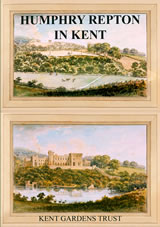 HUMPHRY REPTON
IN KENT
KENT GARDENS TRUST